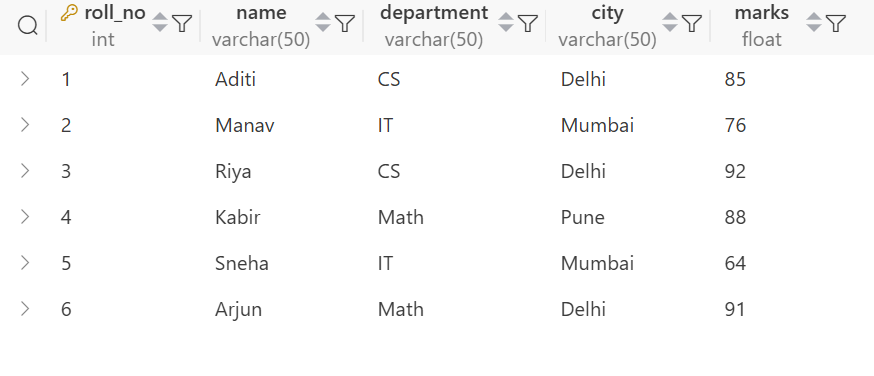 roll_no name department city marks
int varchar(50) varchar(50) varchar(50) float
1 Aditi CS Delhi 85
2 Manav IT Mumbai 76
3 Riya CS Delhi 92
4 Kabir Math Pune 88
5 Sneha IT Mumbai 64
6 Arjun Math Delhi 91